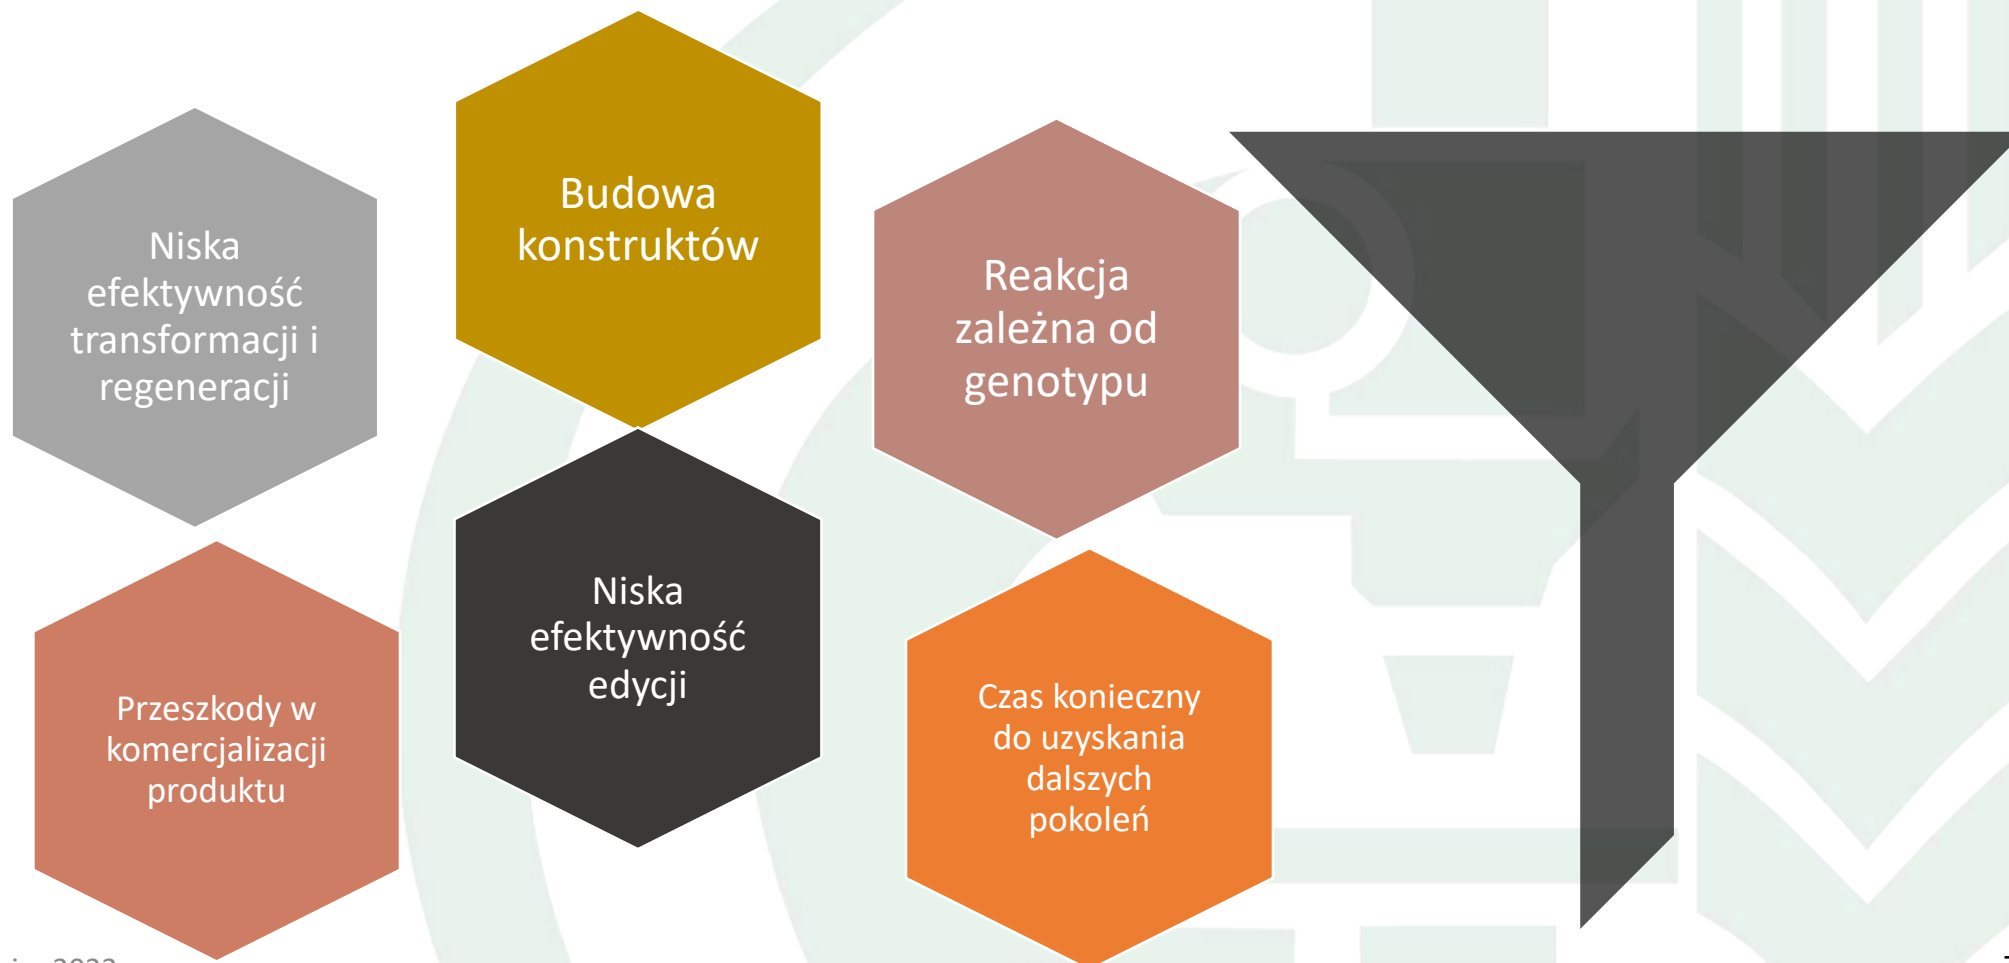 Niska
efektywność
transformacji i
regeneracji
Budowa
konstruktów
Reakcja
zależna od
genotypu
Przeszkody w
komercjalizacji
produktu
Niska
efektywność
edycji
Czas konieczny
do uzyskania
dalszych
pokoleń
2022